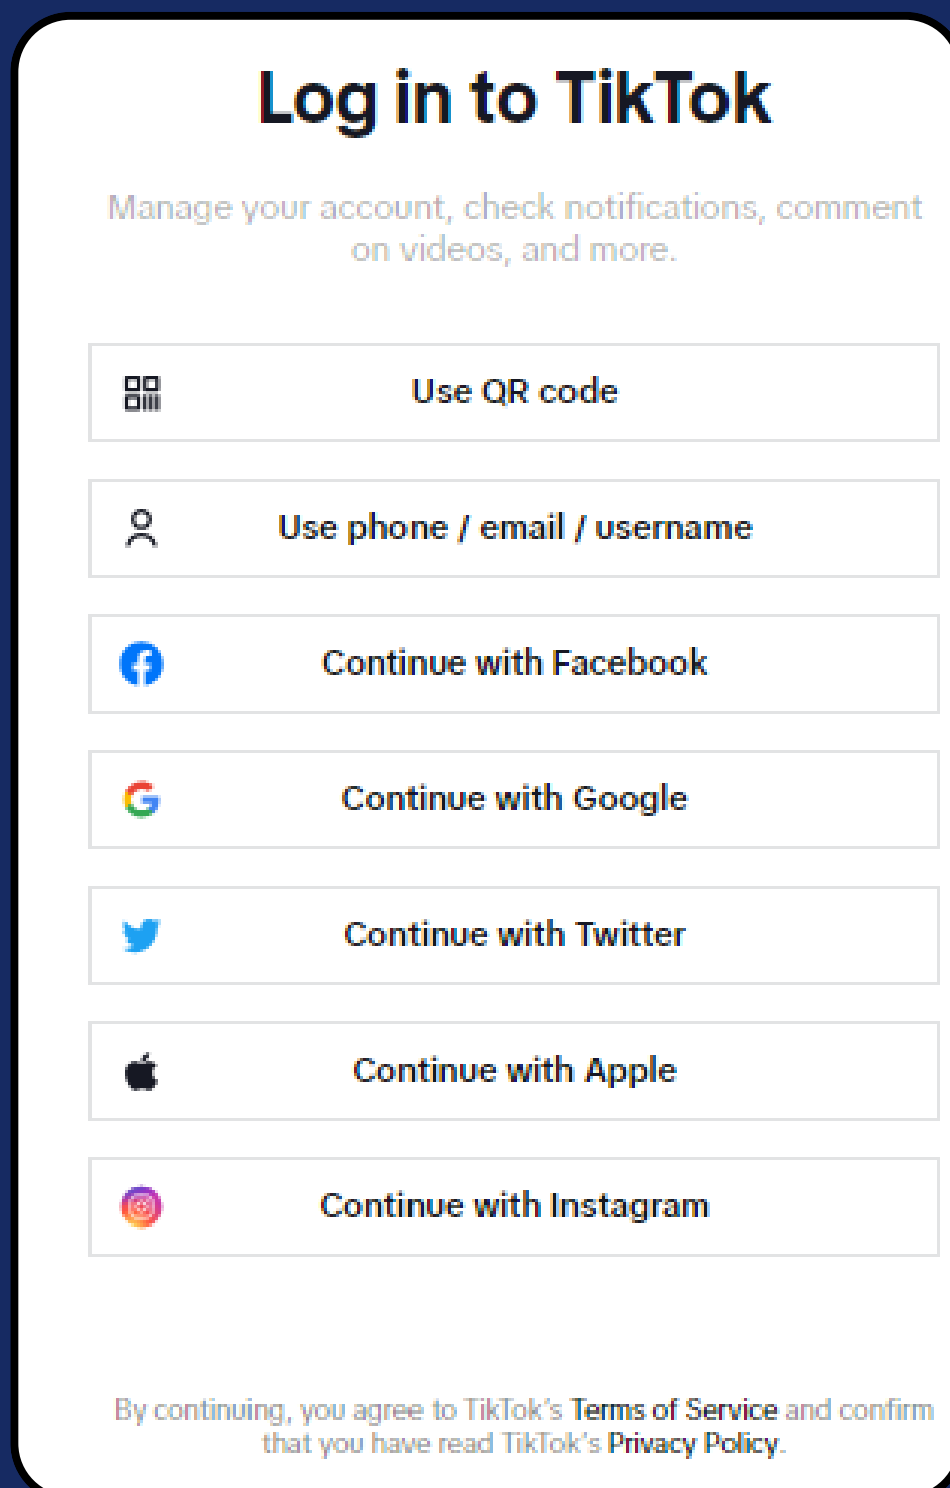 Log in to TikTok
Manage your account, check notifications, comment
on videos, and more.
Use QR code
Use phone / email / username
Continue with Facebook
Continue with Google
Continue with Twitter
Continue with Apple
Continue with Instagram
By continuing, you agree to TikTok's Terms of Service and confirm
that you have read TikTok's Privacy Policy.